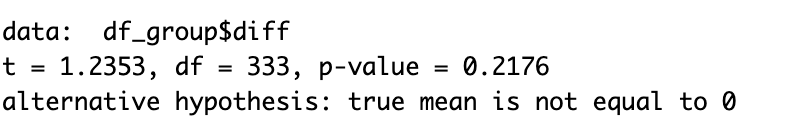 data:  df_group$diff
t = 1.2353, df = 333, p-value = 0.2176
alternative hypothesis: true mean is not equal to 0